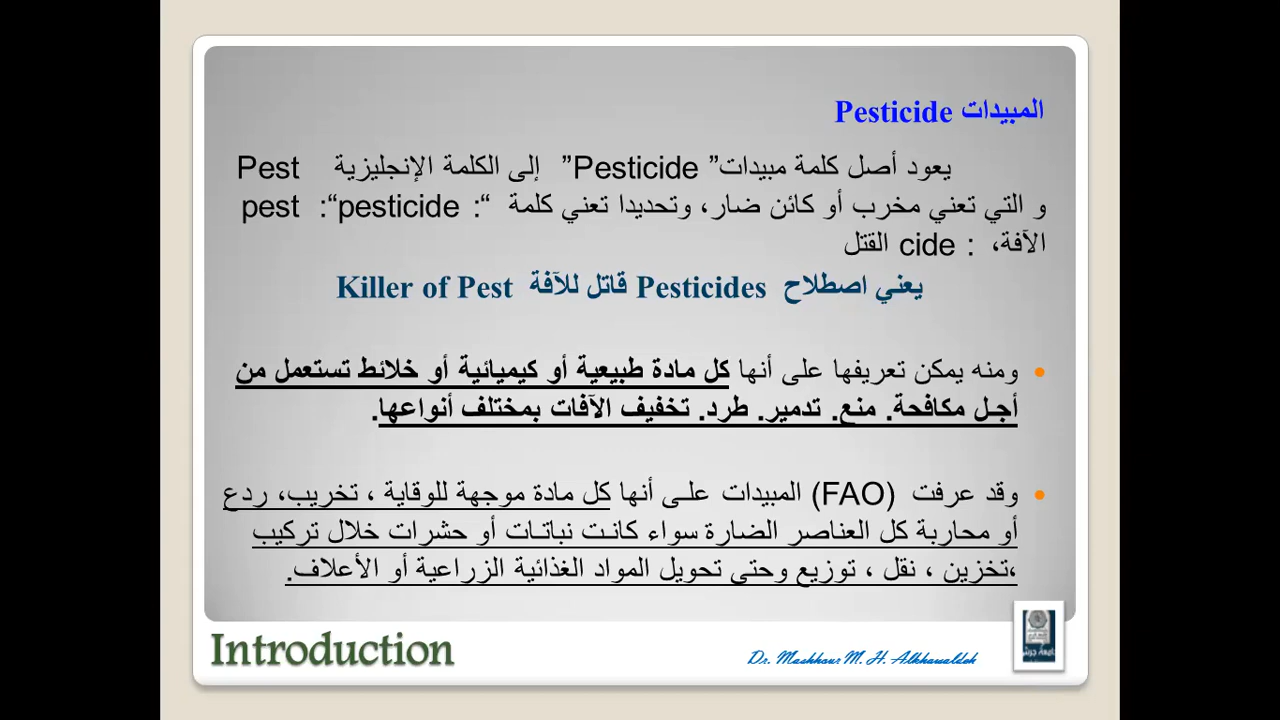 المبيدات Pesticide
يعود أصل كلمة مبيدات” Pesticide” إلى الكلمة الإنجليزية Pest
و التي تعني مخرب أو كائن ضار، وتحديدا تعني كلمة “: pesticide“: pest
الآفة، : cide القتل
يعني اصطلاح Pesticides قاتل للآفة Killer of Pest
ومنه يمكن تعريفها على أنها كل مادة طبيعية أو كيميائية أو خلائط تستعمل من
أجل مكافحة. منع. تدمير. طرد. تخفيف الآفات بمختلف أنواعها.
وقد عرفت (FAO) المبيدات على أنها كل مادة موجهة للوقاية ، تخريب، ردع
أو محاربة كل العناصر الضارة سواء كانت نباتات أو حشرات خلال تركيب
،تخزين ، نقل ، توزيع وحتى تحويل المواد الغذائية الزراعية أو الأعلاف.
Introduction
Dr. Mashhour M. H. Alkhawaldeh